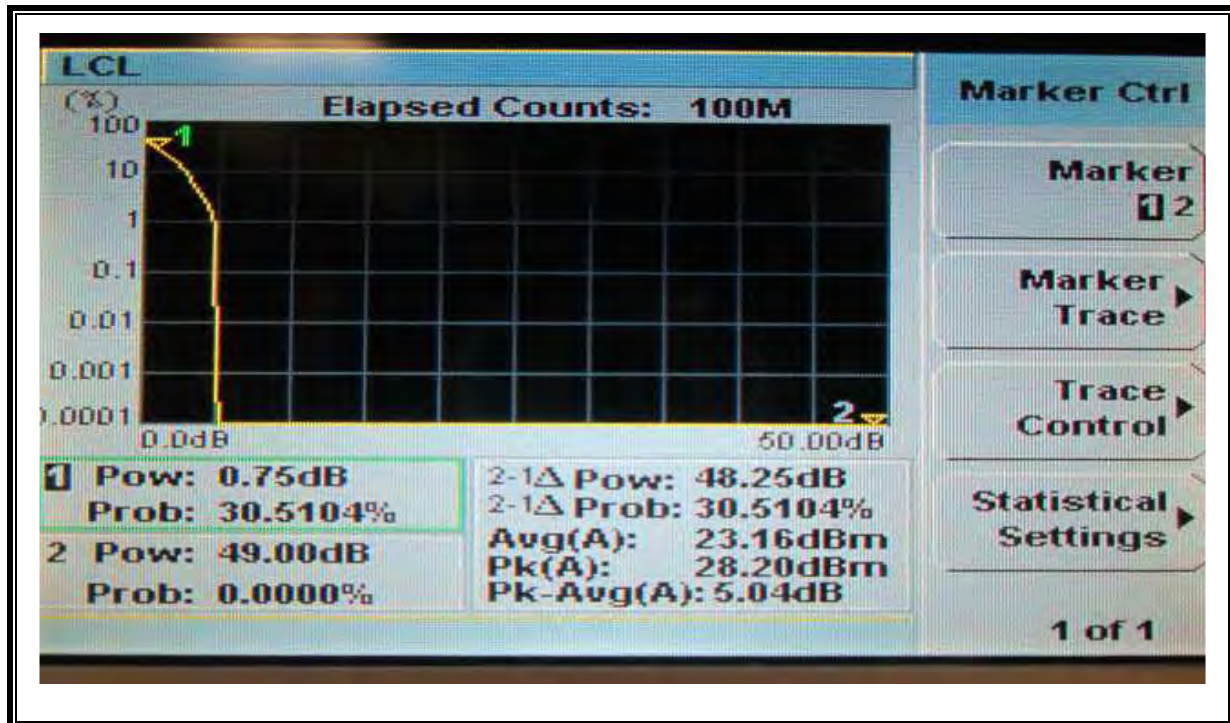 LCL
(%)
Elapsed Counts: 100M
100
1
10
1
0.1
0.01
0.001
0.0001
2
0.0dB
50.00dB
1 Pow: 0.75dB
Prob: 30.5104%
2 Pow: 49.00dB
Prob: 0.0000%
2-1Δ Pow: 48.25dB
2-1Δ Prob: 30.5104%
Avg(A): 23.16dBm
Pk(A): 28.20dBm
Pk-Avg(A): 5.04dB
Marker Ctrl
Marker
1 2
Marker
Trace
Trace
Control
Statistical
Settings
1 of 1